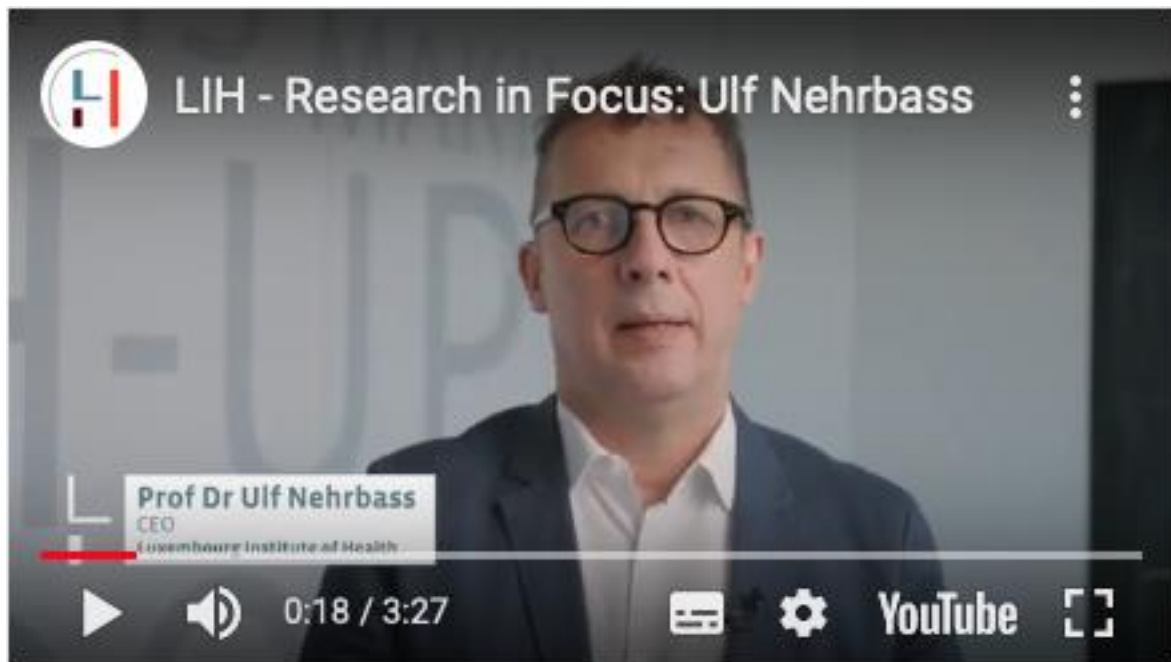 LIH - Research in Focus: Ulf Nehrbass
UP
Prof Dr Ulf Nehrbass
CEO
Luxembourg Institute of Health
0:18 / 3:27
YouTube